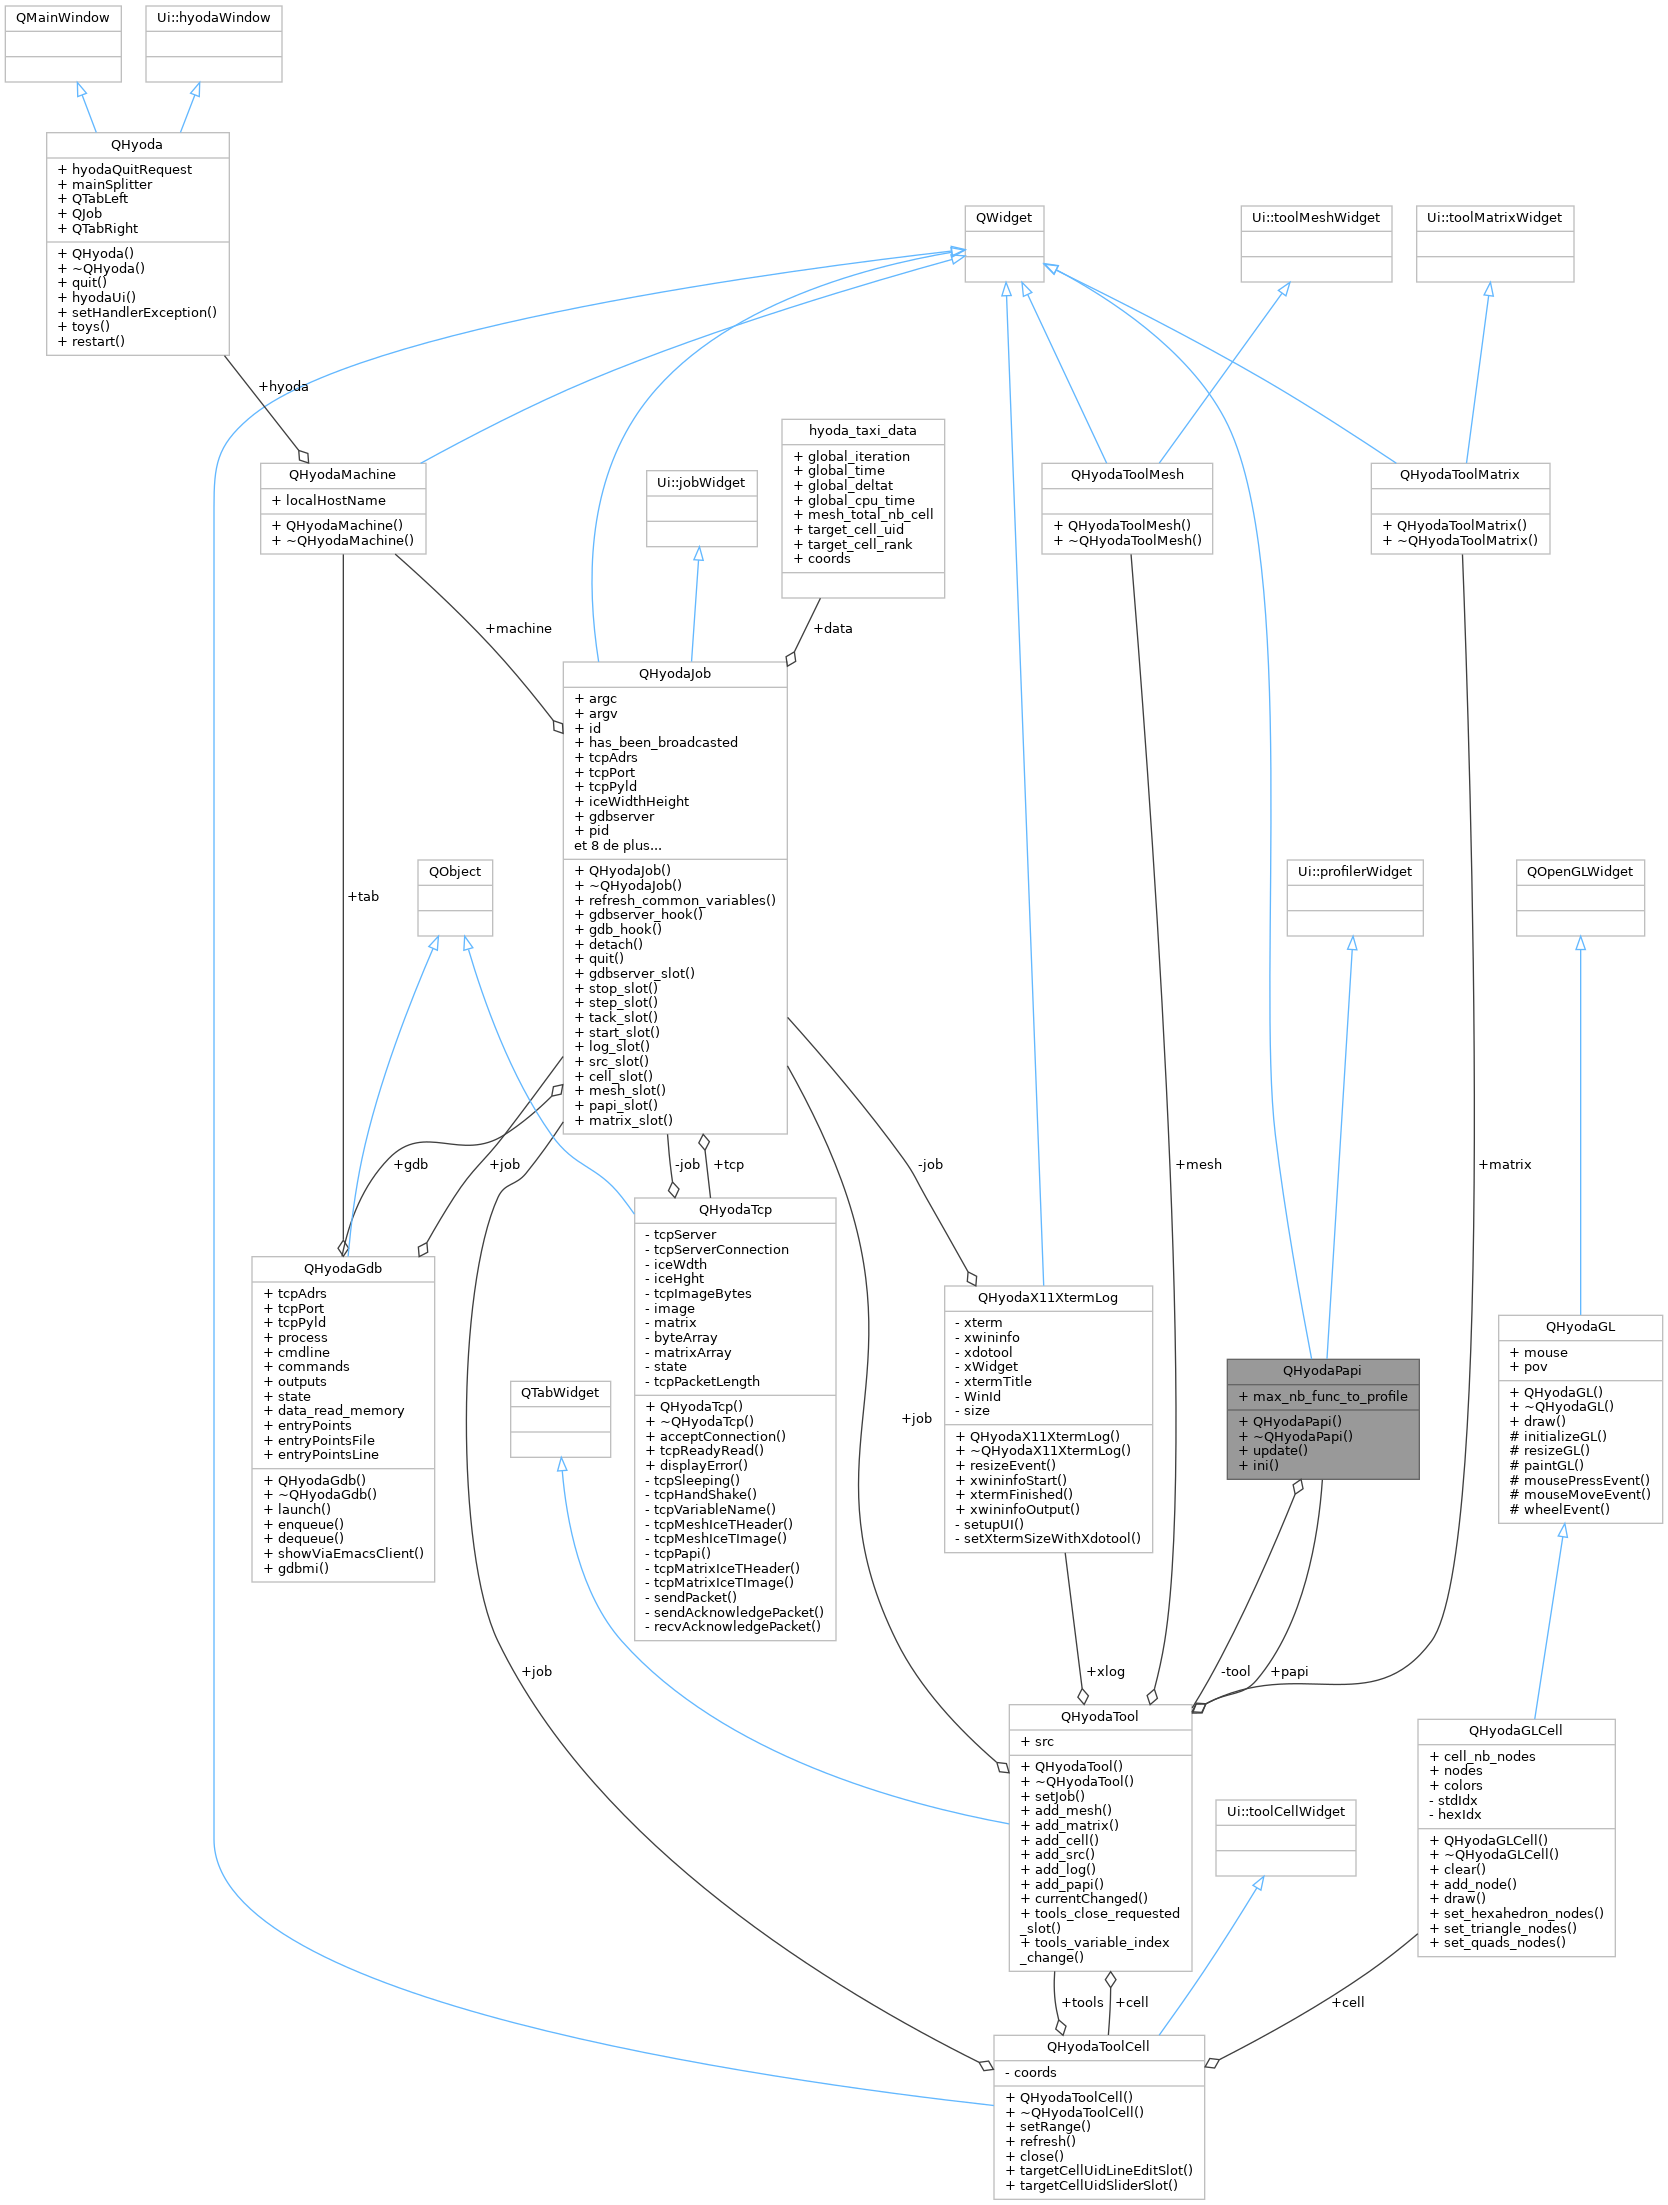 QMainWindow
Ui::hyodaWindow
QHyoda
+ hyodaQuitRequest
+ mainSplitter
+ QTabLeft
+ QJob
+ QTabRight
+ QHyoda()
+ ~QHyoda()
+ quit()
+ hyodaUi()
+ setHandlerException()
+ toys()
+ restart()
QWidget
Ui::toolMeshWidget
Ui::toolMatrixWidget
+hyoda
hyoda_taxi_data
+ global_iteration
+ global_time
+ global_deltat
+ global_cpu_time
+ mesh_total_nb_cell
+ target_cell_uid
+ target_cell_rank
+ coords
QHyodaMachine
+ localHostName
+ QHyodaMachine()
+ ~QHyodaMachine()
Ui::jobWidget
QHyodaToolMesh
+ QHyodaToolMesh()
+ ~QHyodaToolMesh()
QHyodaToolMatrix
+ QHyodaToolMatrix()
+ ~QHyodaToolMatrix()
+machine
+data
QHyodaJob
+ argc
+ argv
+ id
+ has_been_broadcasted
+ tcpAdrs
+ tcpPort
+ tcpPyld
+ iceWidthHeight
+ gdbserver
+ pid
et 8 de plus...
+ QHyodaJob()
+ ~QHyodaJob()
+ refresh_common_variables()
+ gdbserver_hook()
+ gdb_hook()
+ detach()
+ quit()
+ gdbserver_slot()
+ stop_slot()
+ step_slot()
+ tack_slot()
+ start_slot()
+ log_slot()
+ src_slot()
+ cell_slot()
+ mesh_slot()
+ papi_slot()
+ matrix_slot()
+tab
QObject
Ui::profilerWidget
QOpenGLWidget
+gdb
+job
-job
+tcp
-job
+mesh
+matrix
QHyodaTcp
- tcpServer
- tcpServerConnection
- iceWdth
- iceHght
- tcpImageBytes
- image
- matrix
- byteArray
- matrixArray
- state
- tcpPacketLength
+ QHyodaTcp()
+ ~QHyodaTcp()
+ acceptConnection()
+ tcpReadyRead()
+ displayError()
- tcpSleeping()
- tcpHandShake()
- tcpVariableName()
- tcpMeshIceTHeader()
- tcpMeshIceTImage()
- tcpPapi()
- tcpMatrixIceTHeader()
- tcpMatrixIceTImage()
- sendPacket()
- sendAcknowledgePacket()
- recvAcknowledgePacket()
QHyodaGdb
+ tcpAdrs
+ tcpPort
+ tcpPyld
+ process
+ cmdline
+ commands
+ outputs
+ state
+ data_read_memory
+ entryPoints
+ entryPointsFile
+ entryPointsLine
+ QHyodaGdb()
+ ~QHyodaGdb()
+ launch()
+ enqueue()
+ dequeue()
+ showViaEmacsClient()
+ gdbmi()
QHyodaX11XtermLog
- xterm
- xwininfo
- xdotool
- xWidget
- xtermTitle
- WinId
- size
+ QHyodaX11XtermLog()
+ ~QHyodaX11XtermLog()
+ resizeEvent()
+ xwininfoStart()
+ xtermFinished()
+ xwininfoOutput()
- setupUI()
- setXtermSizeWithXdotool()
QHyodaGL
+ mouse
+ pov
+ QHyodaGL()
+ ~QHyodaGL()
+ draw()
# initializeGL()
# resizeGL()
# paintGL()
# mousePressEvent()
# mouseMoveEvent()
# wheelEvent()
QHyodaPapi
+ max_nb_func_to_profile
+ QHyodaPapi()
+ ~QHyodaPapi()
+ update()
+ ini()
QTabWidget
+job
+job
+xlog
-tool
+papi
QHyodaTool
+ src
+ QHyodaTool()
+ ~QHyodaTool()
+ setJob()
+ add_mesh()
+ add_matrix()
+ add_cell()
+ add_src()
+ add_log()
+ add_papi()
+ currentChanged()
+ tools_close_requested
_slot()
+ tools_variable_index
_change()
QHyodaGLCell
+ cell_nb_nodes
+ nodes
+ colors
- stdIdx
- hexIdx
+ QHyodaGLCell()
+ ~QHyodaGLCell()
+ clear()
+ add_node()
+ draw()
+ set_hexahedron_nodes()
+ set_triangle_nodes()
+ set_quads_nodes()
Ui::toolCellWidget
+tools
+cell
+cell
QHyodaToolCell
- coords
+ QHyodaToolCell()
+ ~QHyodaToolCell()
+ setRange()
+ refresh()
+ close()
+ targetCellUidLineEditSlot()
+ targetCellUidSliderSlot()